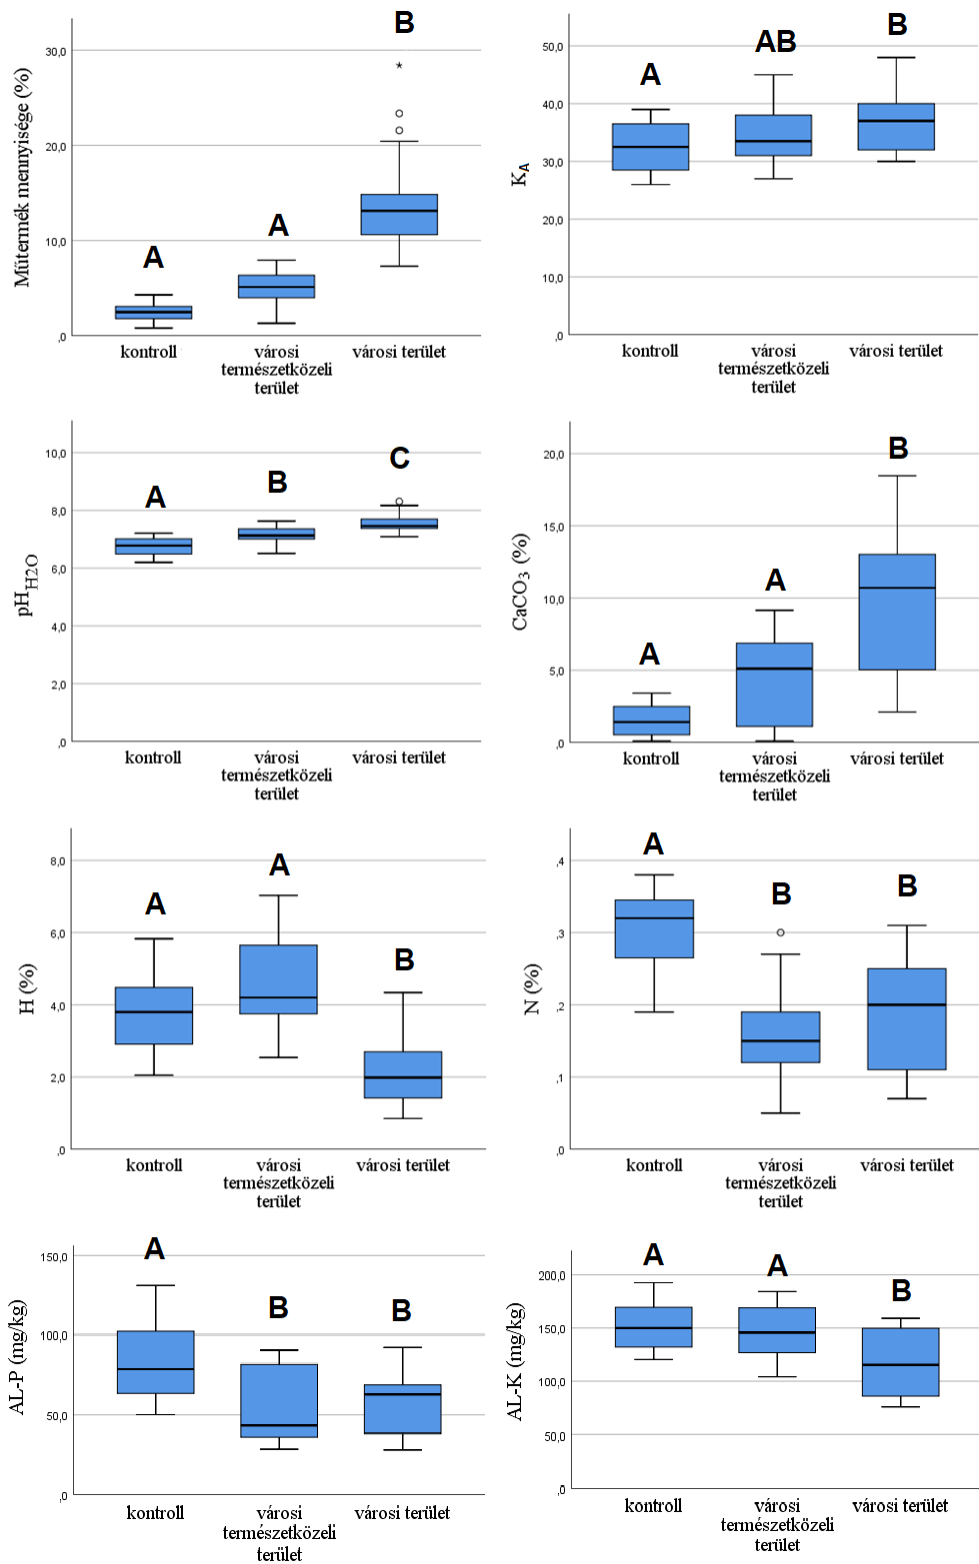 Műtermék mennyisége (%)
30,0
20,0
10,0
,0
A
A
B
*
kontroll
városi
természetközeli
terület
városi terület
K_A
50,0
40,0
30,0
20,0
10,0
,0
A
AB
B
kontroll
városi
természetközeli
terület
városi terület
pH_H2O
10,0
8,0
6,0
4,0
2,0
,0
A
B
C
kontroll
városi
természetközeli
terület
városi terület
CaCO₃ (%)
20,0
15,0
10,0
5,0
,0
A
A
B
kontroll
városi
természetközeli
terület
városi terület
H (%)
8,0
6,0
4,0
2,0
,0
A
A
B
kontroll
városi
természetközeli
terület
városi terület
N (%)
,4
,3
,2
,1
,0
A
B
B
kontroll
városi
természetközeli
terület
városi terület
AL-P (mg/kg)
150,0
100,0
50,0
,0
A
B
B
kontroll
városi
természetközeli
terület
városi terület
AL-K (mg/kg)
200,0
150,0
100,0
50,0
,0
A
A
B
kontroll
városi
természetközeli
terület
városi terület